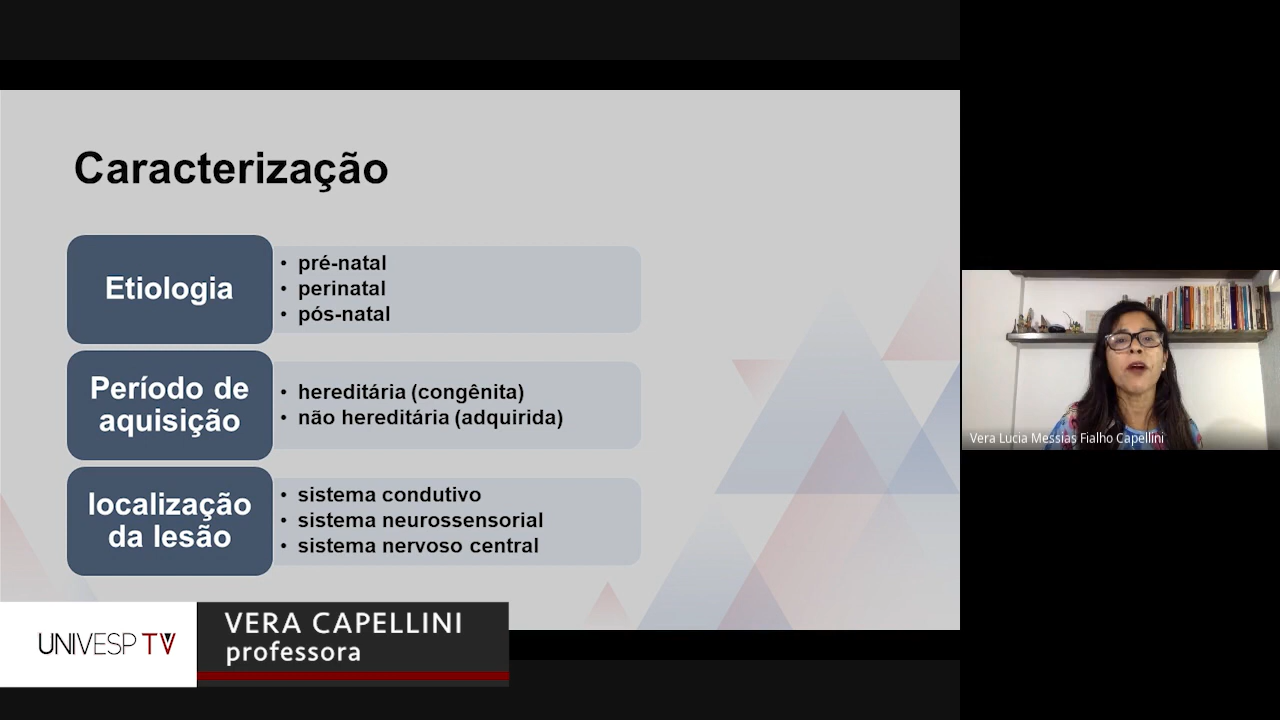 Caracterização
Etiologia
• pré-natal
• perinatal
• pós-natal
Período de
aquisição
• hereditária (congênita)
• não hereditária (adquirida)
localização
da lesão
• sistema condutivo
• sistema neurossensorial
• sistema nervoso central
Vera Lucia Messias Fialho Capellini
UNIVESP TV
VERA CAPELLINI
professora